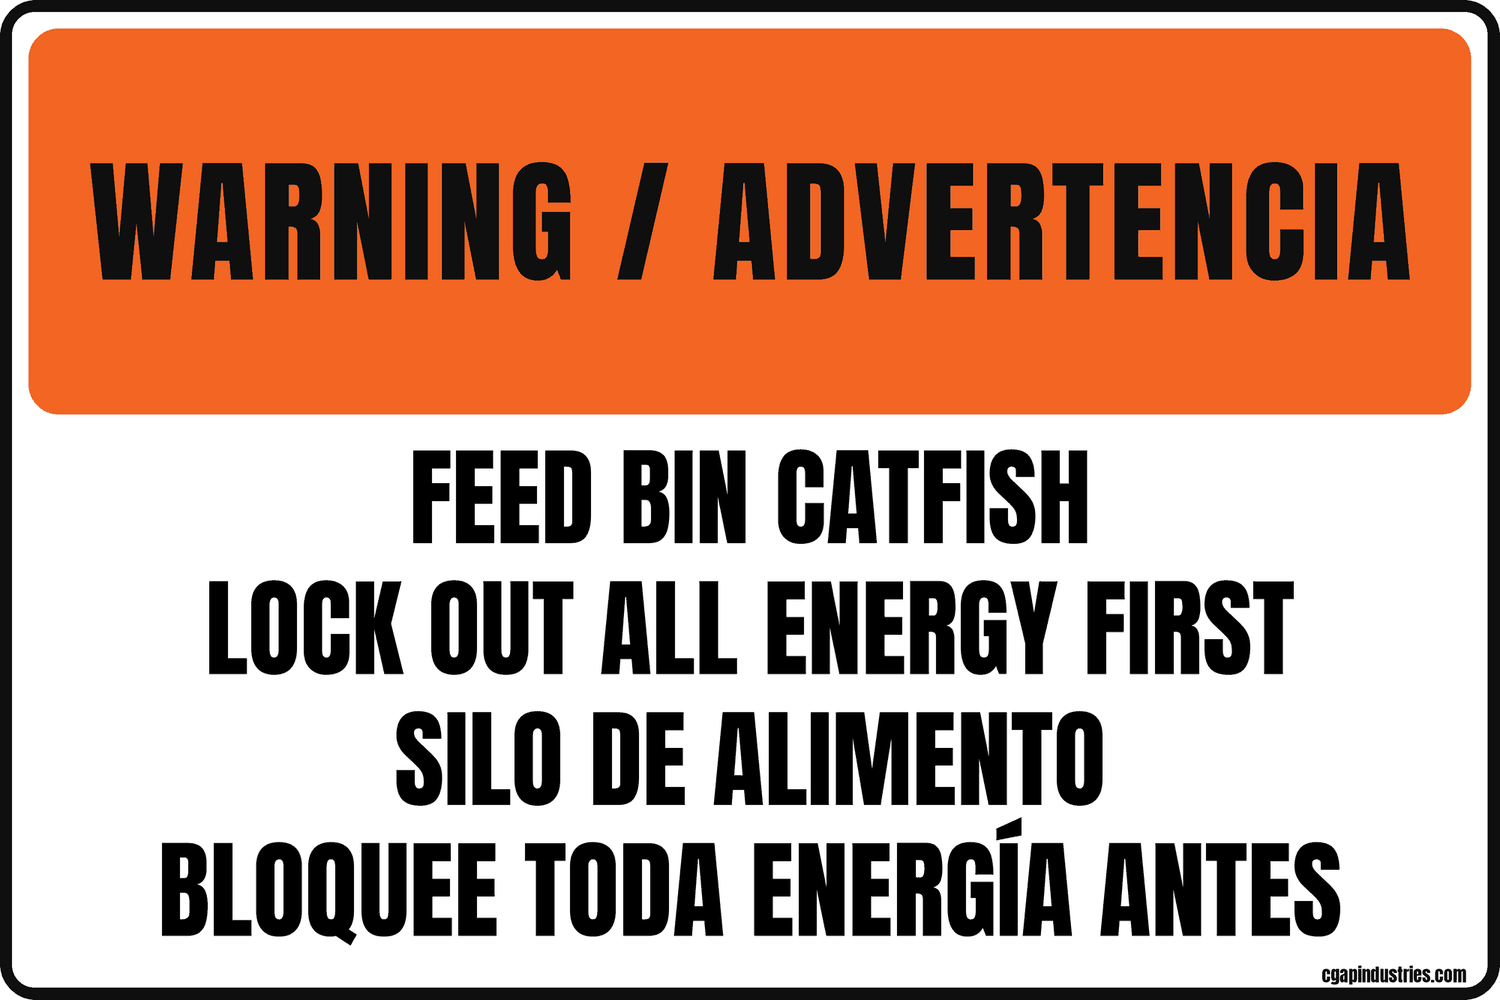 WARNING / ADVERTENCIA
FEED BIN CATFISH
LOCK OUT ALL ENERGY FIRST
SILO DE ALIMENTO
BLOQUEE TODA ENERGÍA ANTES
cgapindustries.com